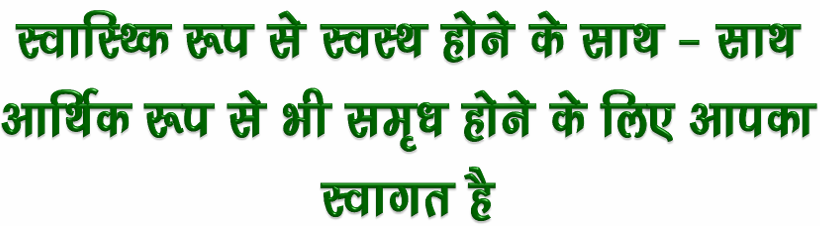 स्वास्थ्कि रूप से स्वस्थ होने के साथ - साथ
आर्थिक रूप से भी समृध होने के लिए आपका
स्वागत है